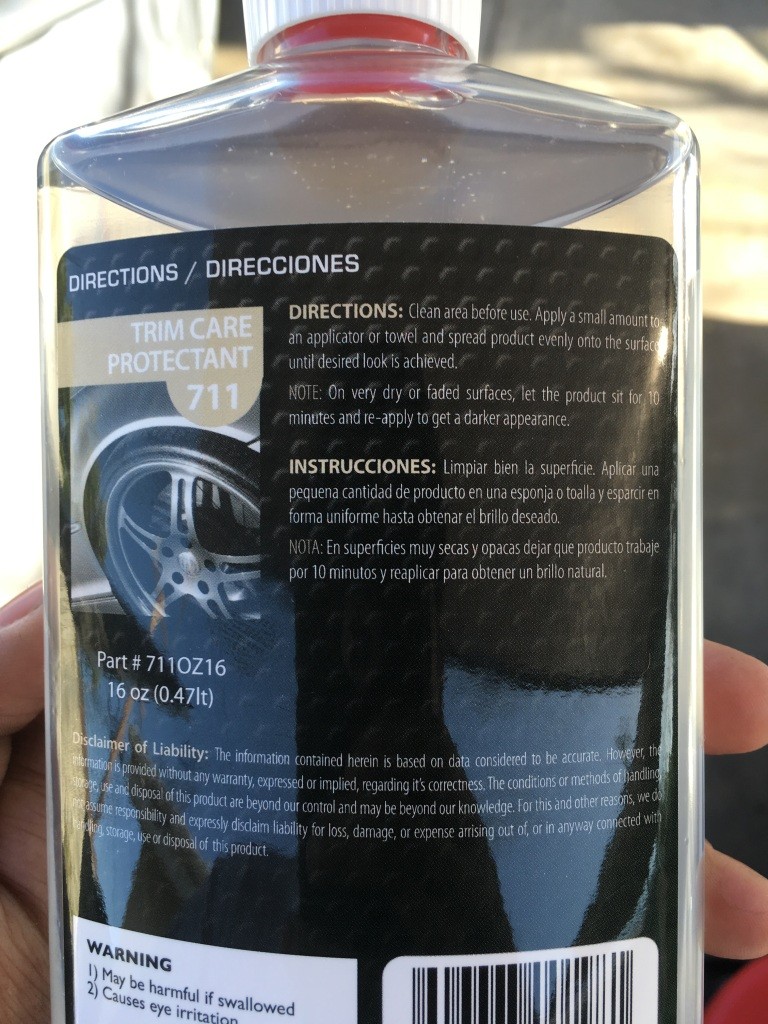 DIRECTIONS / DIRECCIONES
TRIM CARE
PROTECTANT
711
DIRECTIONS: Clean area before use. Apply a small amount to
an applicator or towel and spread product evenly onto the surface
until desired look is achieved.
NOTE: On very dry or faded surfaces, let the product sit for 10
minutes and re-apply to get a darker appearance.
INSTRUCCIONES: Limpiar bien la superficie. Aplicar una
pequena cantidad de producto en una esponja o toalla y esparcir en
forma uniforme hasta obtenar el brillo deseado.
NOTA: En superficies muy secas y opacas dejar que producto trabaje
por 10 minutos y reaplicar para obtener un brillo natural.
Part # 711OZ16
16 oz (0.47lt)
Disclaimer of Liability: The information contained herein is based on data considered to be accurate. However, the
information is provided without any warranty, expressed or implied, regarding it's correctness. The conditions or methods of handling,
storage, use and disposal of this product are beyond our control and may be beyond our knowledge. For this and other reasons, we do
not assume responsibility and expressly disclaim liability for loss, damage, or expense arrising out of, or in anyway connected with
handling, storage, use or disposal of this product.
WARNING
1) May be harmful if swallowed
2) Causes eye irritation